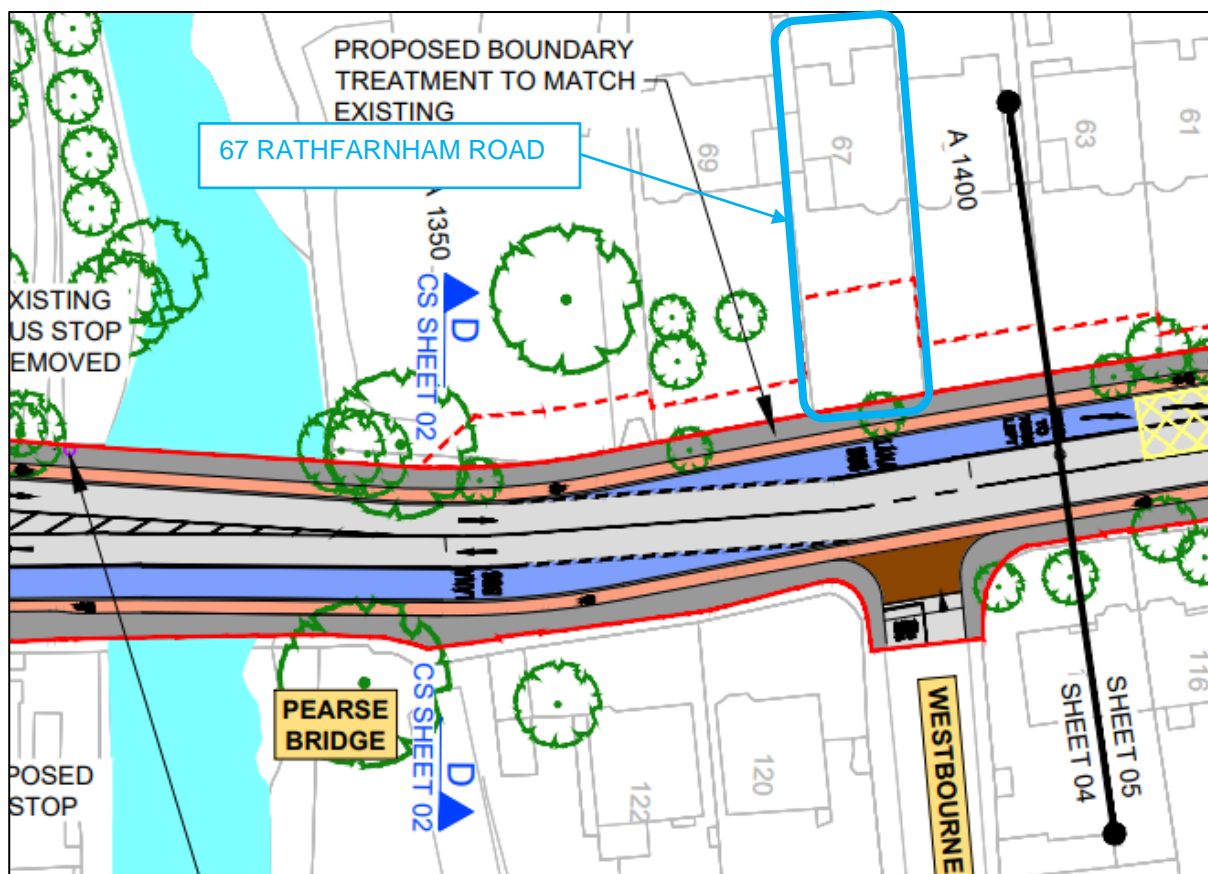 PROPOSED BOUNDARY
TREATMENT TO MATCH
EXISTING
67 RATHFARNHAM ROAD
69
67
A 1400
63
61
1350
D
CS SHEET 02
XISTING
US STOP
EMOVED
PEARSE
BRIDGE
D
CS SHEET 02
122
120
WESTBOURNE
SHEET 05
SHEET 04
116
POSED
STOP